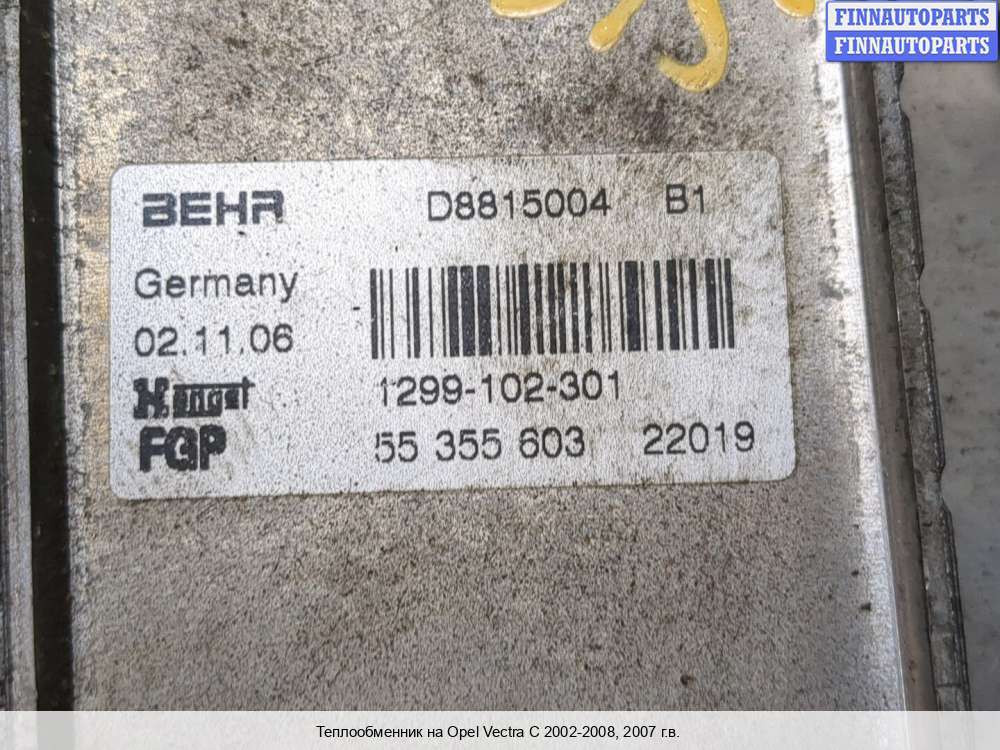 FINNAUTOPARTS
FINNAUTOPARTS
BEHR D8815004 B1
Germany
02.11.06
Hengst 1299-102-301
FGP 55 355 603 22019
Теплообменник на Opel Vectra C 2002-2008, 2007 г.в.